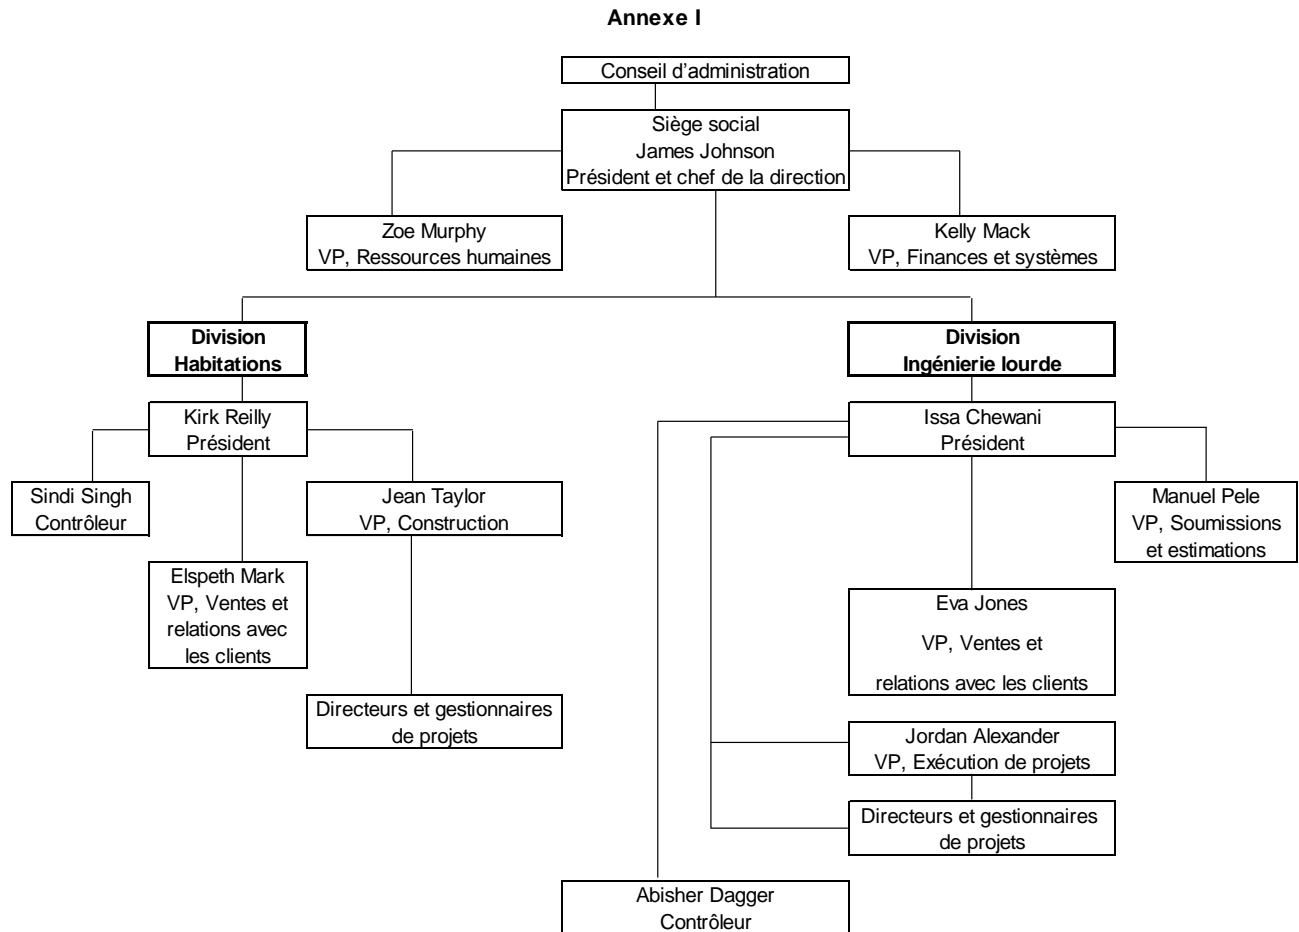 Annexe I
Conseil d'administration
Siège social
James Johnson
Président et chef de la direction
Zoe Murphy
VP, Ressources humaines
Kelly Mack
VP, Finances et systèmes
Division
Habitations
Division
Ingénierie lourde
Kirk Reilly
Président
Issa Chewani
Président
Sindi Singh
Contrôleur
Jean Taylor
VP, Construction
Manuel Pele
VP, Soumissions
et estimations
Elspeth Mark
VP, Ventes et
relations avec
les clients
Eva Jones
VP, Ventes et
relations avec les clients
Directeurs et gestionnaires
de projets
Jordan Alexander
VP, Exécution de projets
Directeurs et gestionnaires
de projets
Abisher Dagger
Contrôleur